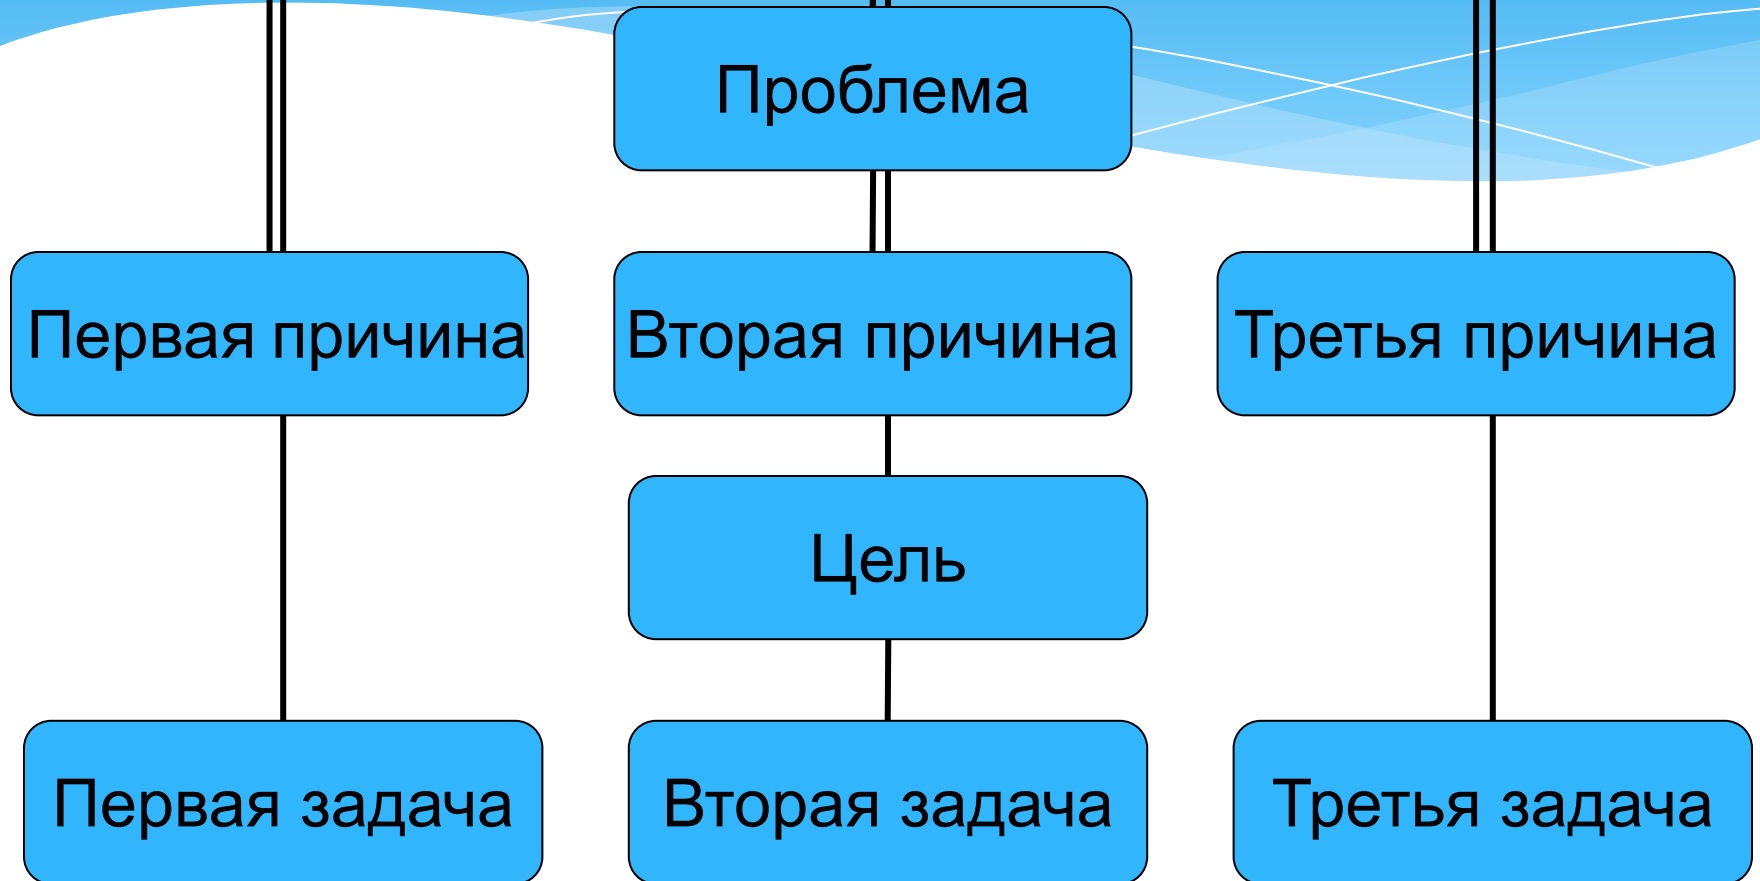 Проблема
Первая причина
Вторая причина
Третья причина
Цель
Первая задача
Вторая задача
Третья задача